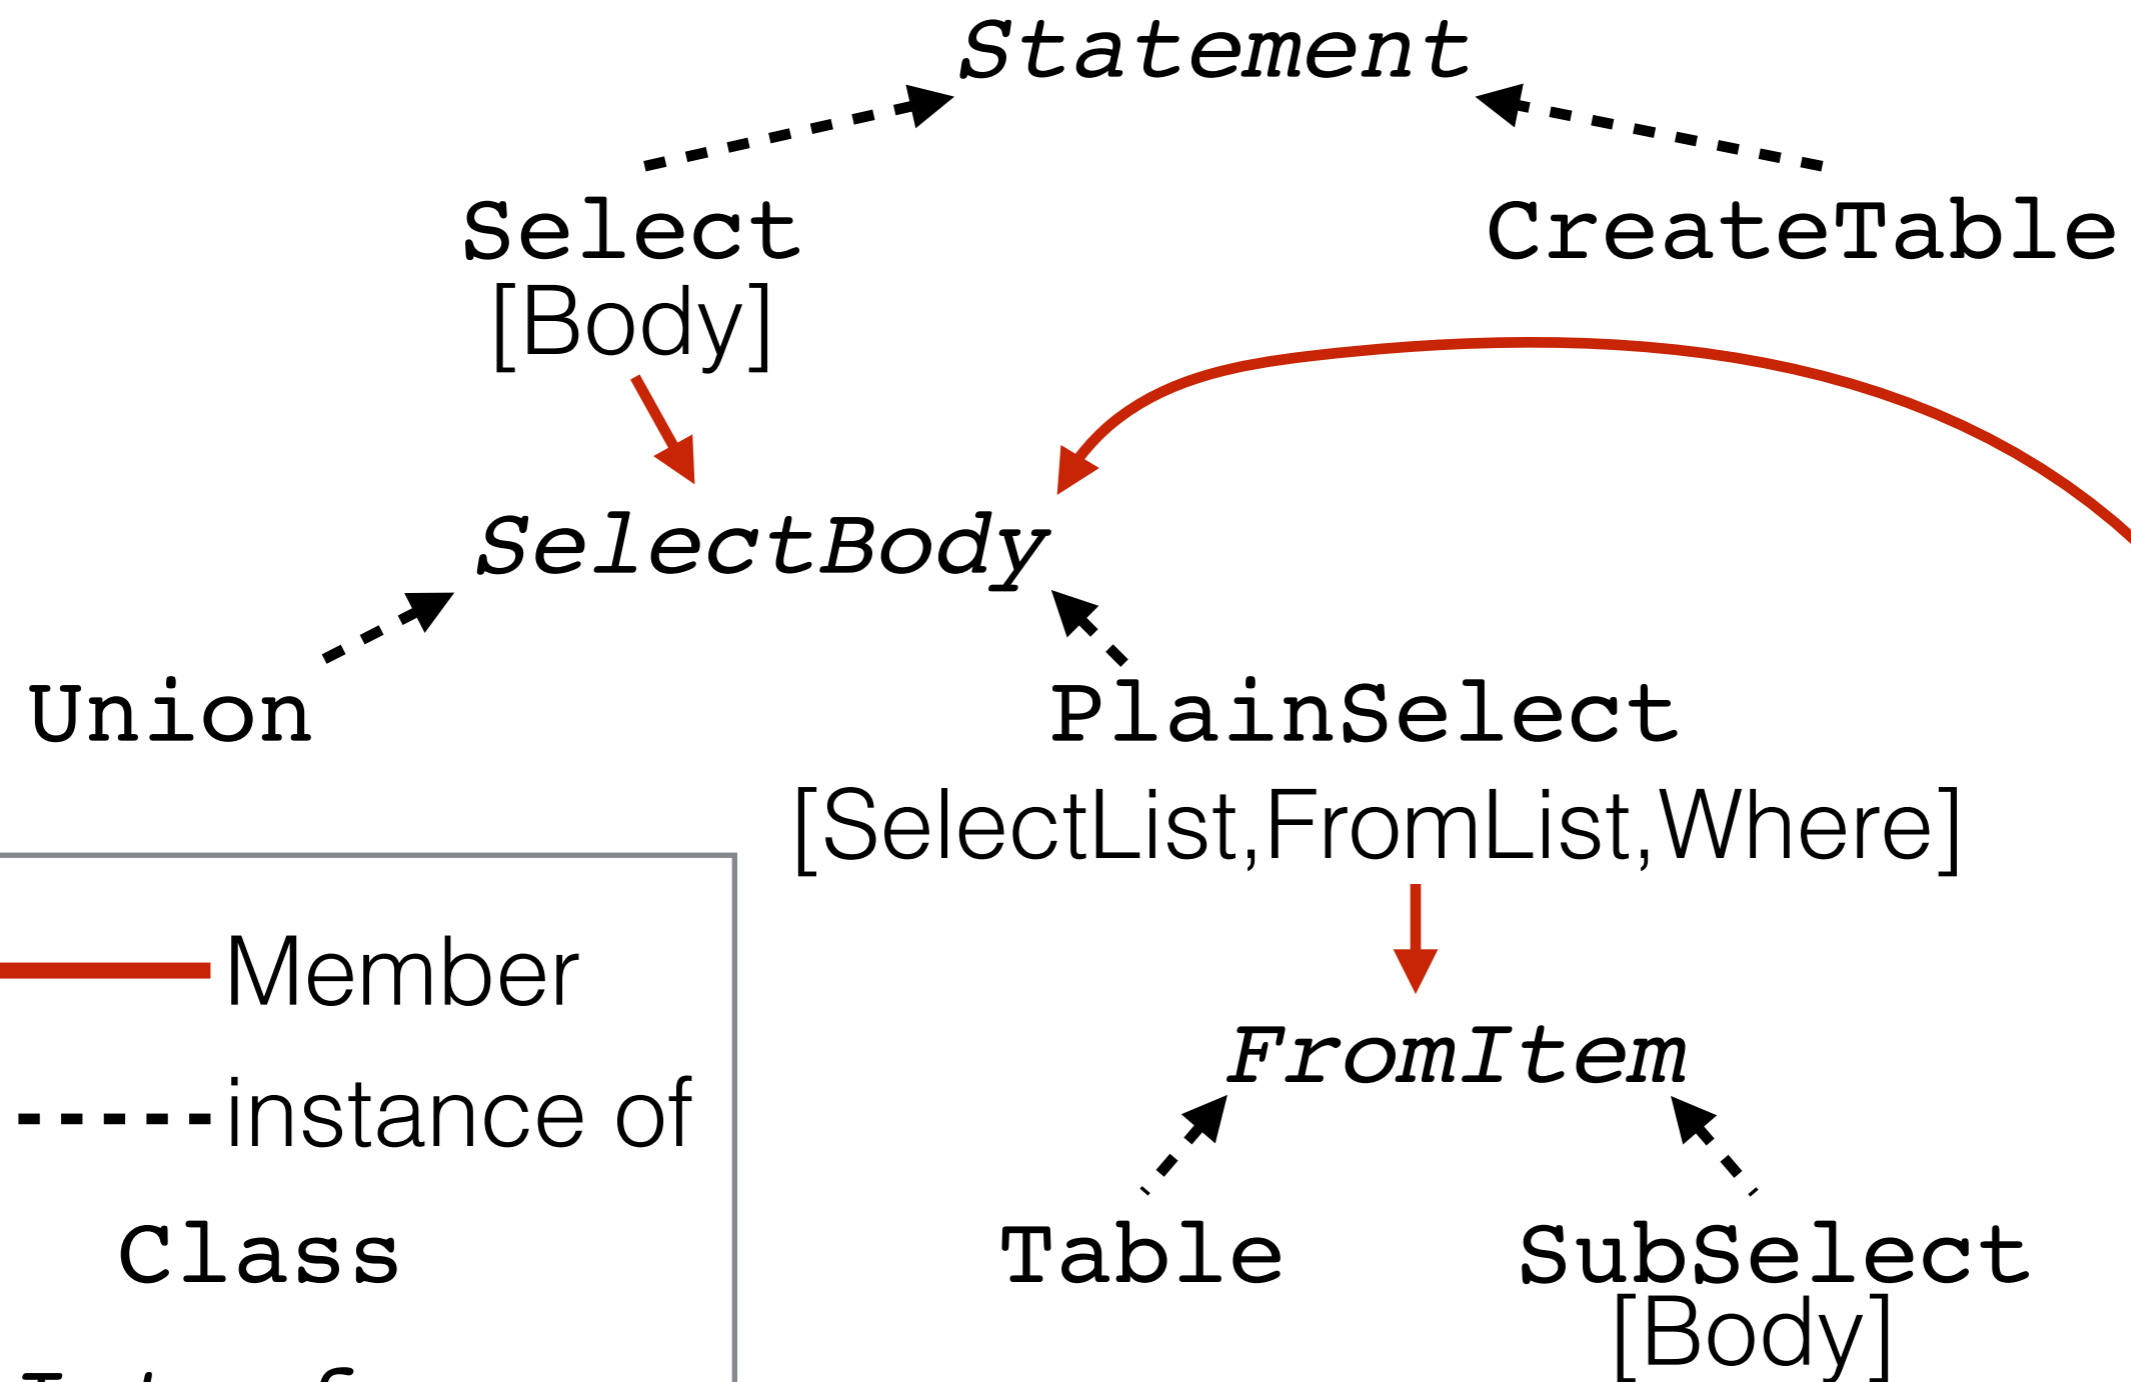 Statement
Select
CreateTable
[Body]
SelectBody
Union
PlainSelect
[SelectList,FromList,Where]
Member
FromItem
instance of
Class
Table
SubSelect
[Body]